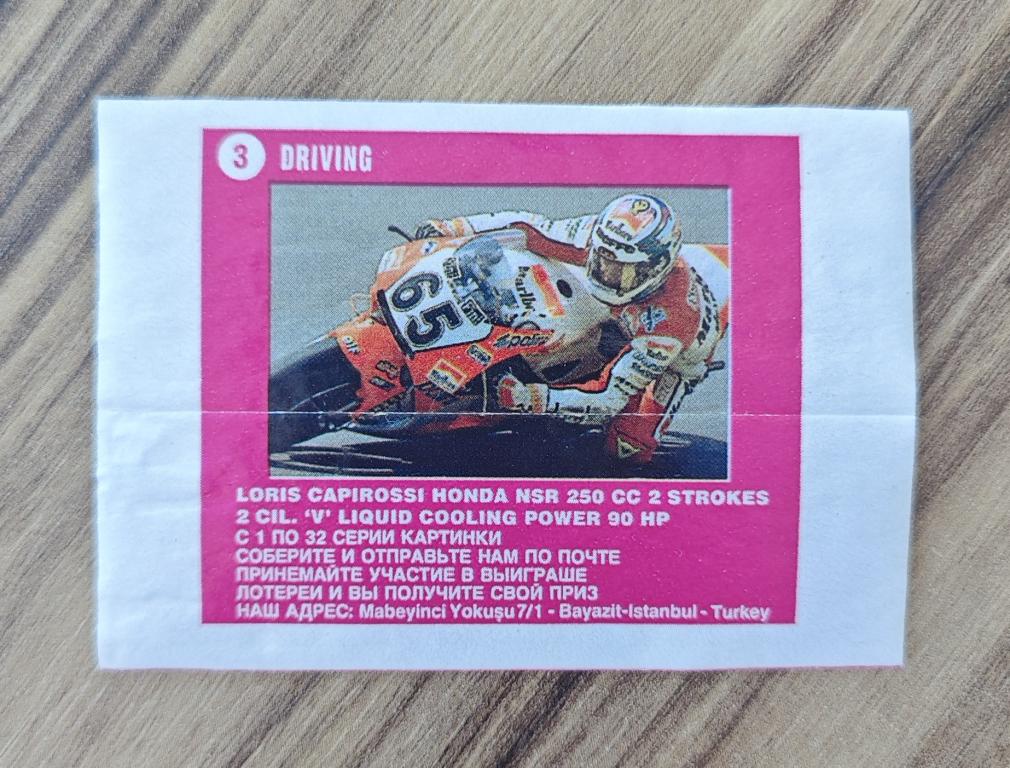 3 DRIVING
65
Marlboro
LORIS CAPIROSSI HONDA NSR 250 CC 2 STROKES
2 CIL. ‘V’ LIQUID COOLING POWER 90 HP
С 1 ПО 32 СЕРИИ КАРТИНКИ
СОБЕРИТЕ И ОТПРАВЬТЕ НАМ ПО ПОЧТЕ
ПРИНЕМАЙТЕ УЧАСТИЕ В ВЫИГРАШЕ
ЛОТЕРЕИ И ВЫ ПОЛУЧИТЕ СВОЙ ПРИЗ
НАШ АДРЕС: Mabeyinci Yokuşu 7/1 - Bayazit-Istanbul - Turkey